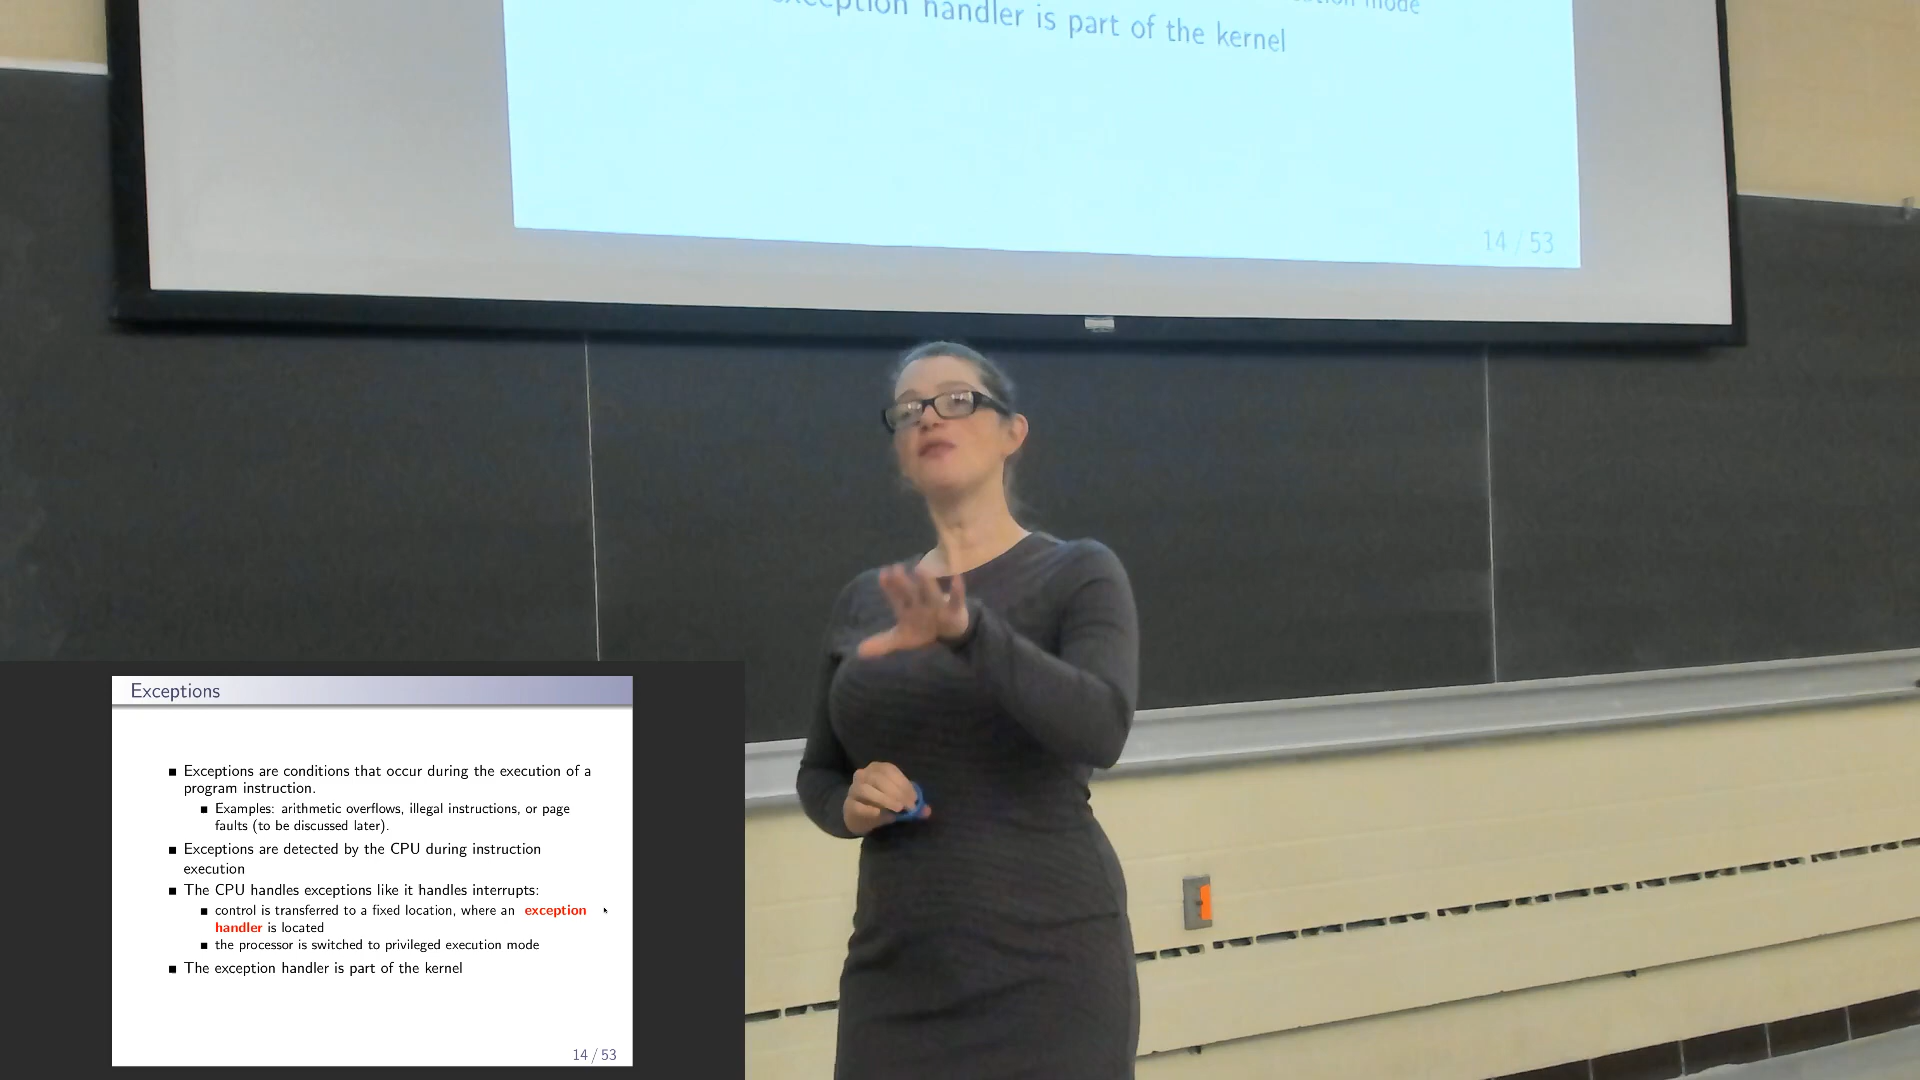 mode
exception handler is part of the kernel
14 / 53
Exceptions
■ Exceptions are conditions that occur during the execution of a
program instruction.
■ Examples: arithmetic overflows, illegal instructions, or page
faults (to be discussed later).
■ Exceptions are detected by the CPU during instruction
execution
■ The CPU handles exceptions like it handles interrupts:
■ control is transferred to a fixed location, where an exception
handler is located
■ the processor is switched to privileged execution mode
■ The exception handler is part of the kernel
14 / 53